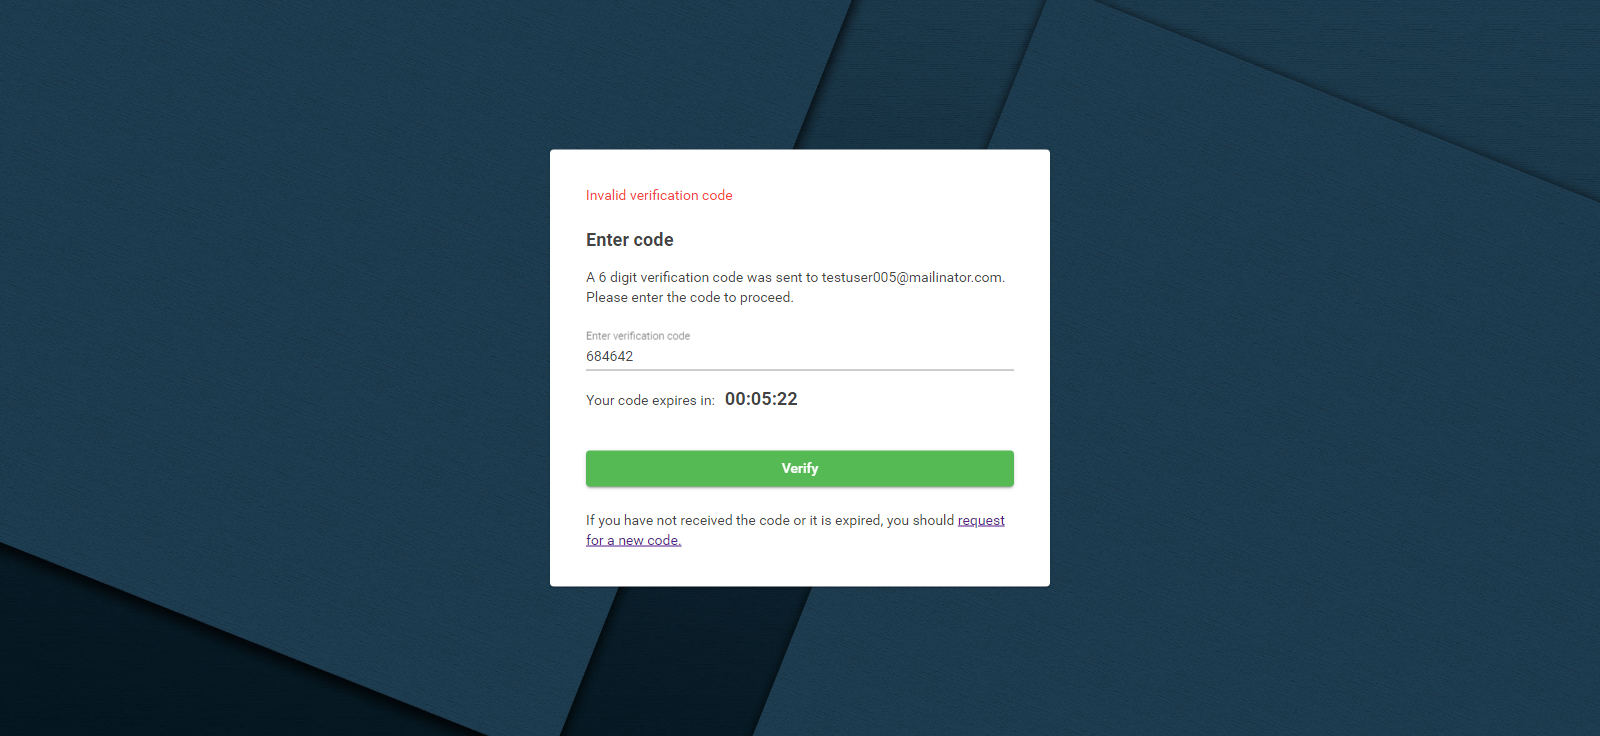 Invalid verification code
Enter code
A 6 digit verification code was sent to testuser005@mailinator.com.
Please enter the code to proceed.
Enter verification code
684642
Your code expires in: 00:05:22
Verify
If you have not received the code or it is expired, you should request
for a new code.